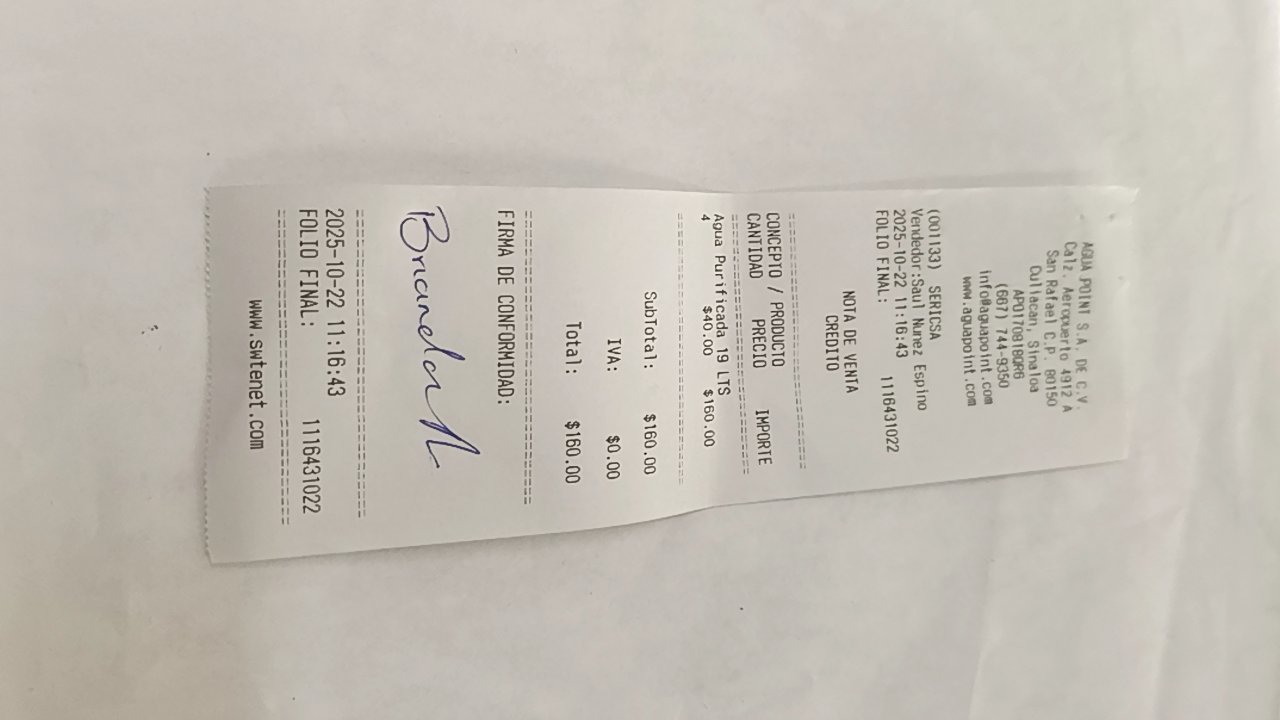 AGUA POINT S.A. DE C.V.
Calz. Aeropuerto 4912 A
San Rafael C.P. 80150
Culiacan, Sinaloa
APO170818QR6
(667) 744-9350
info@aguapoint.com
www.aguapoint.com
(001133) SERICSA
Vendedor:Saul Nunez Espino
2025-10-22 11:16:43
FOLIO FINAL: 1116431022
NOTA DE VENTA
CREDITO
CONCEPTO / PRODUCTO
CANTIDAD PRECIO IMPORTE
Agua Purificada 19 LTS
4 $40.00 $160.00
SubTotal: $160.00
IVA: $0.00
Total: $160.00
FIRMA DE CONFORMIDAD:
Brianda N
2025-10-22 11:16:43
FOLIO FINAL: 1116431022
www.swtenet.com